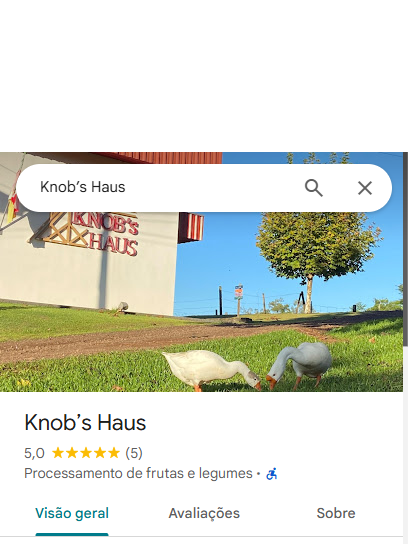 Knob's Haus
KNOB'S
HAUS
Knob's Haus
5,0 ★★★★★ (5)
Processamento de frutas e legumes ·
Visão geral
Avaliações
Sobre